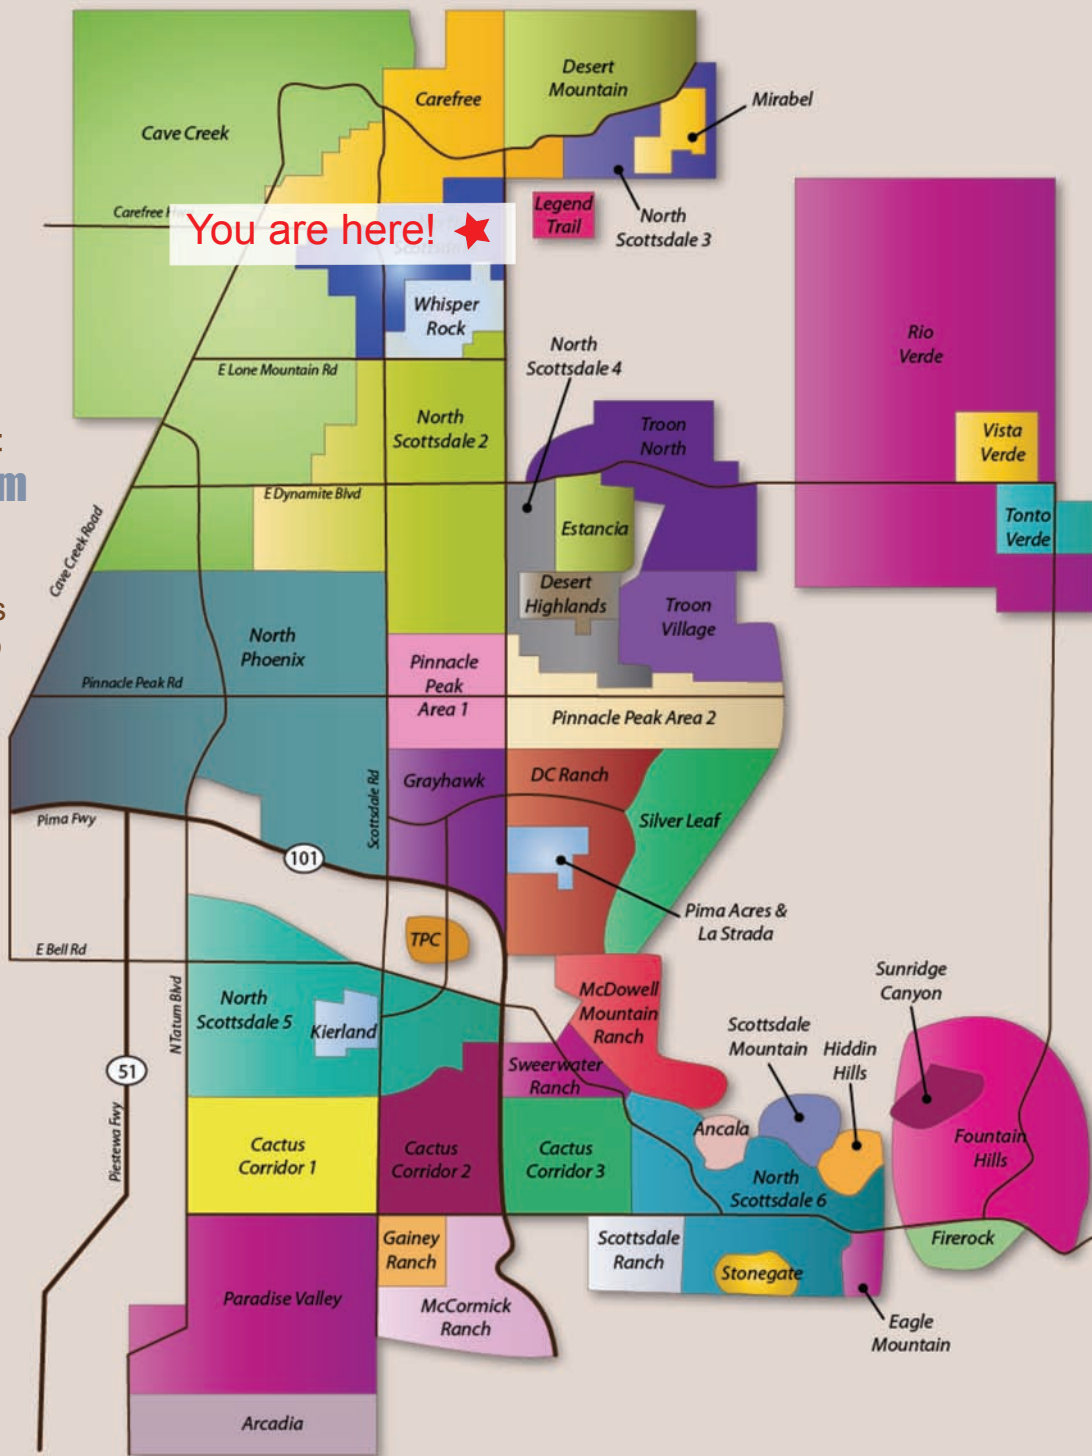 Desert
Mountain
Carefree
Mirabel
Cave Creek
Legend
Trail
North
Scottsdale 3
Carefree
You are here!
Whisper
Rock
Rio
Verde
North
Scottsdale 4
E Lone Mountain Rd
North
Scottsdale 2
Troon
North
Vista
Verde
m
E Dynamite Blvd
Estancia
Tonto
Verde
Cave Creek Road
Desert
Highlands
Troon
Village
s
North
Phoenix
Pinnacle
Peak
Area 1
Pinnacle Peak Rd
Pinnacle Peak Area 2
Grayhawk
DC Ranch
Scottsdale Rd
Silver Leaf
Pima Fwy
101
Pima Acres &
La Strada
TPC
E Bell Rd
Sunridge
Canyon
McDowell
Mountain
Ranch
N Tatum Blvd
North
Scottsdale 5
Kierland
Scottsdale
Mountain
Hiddin
Hills
51
Sweerwater
Ranch
Piestewa Fwy
Cactus
Corridor 1
Cactus
Corridor 2
Cactus
Corridor 3
Ancala
Fountain
Hills
North
Scottsdale 6
Gainey
Ranch
Scottsdale
Ranch
Firerock
Stonegate
Paradise Valley
McCormick
Ranch
Eagle
Mountain
Arcadia